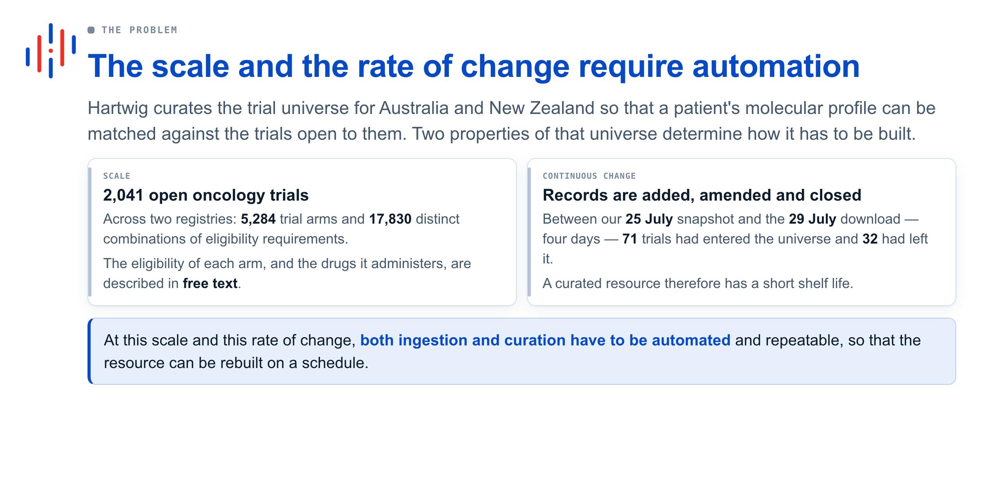 THE PROBLEM
The scale and the rate of change require automation
Hartwig curates the trial universe for Australia and New Zealand so that a patient's molecular profile can be
matched against the trials open to them. Two properties of that universe determine how it has to be built.
SCALE
2,041 open oncology trials
Across two registries: 5,284 trial arms and 17,830 distinct
combinations of eligibility requirements.
The eligibility of each arm, and the drugs it administers, are
described in free text.
CONTINUOUS CHANGE
Records are added, amended and closed
Between our 25 July snapshot and the 29 July download —
four days — 71 trials had entered the universe and 32 had left
it.
A curated resource therefore has a short shelf life.
At this scale and this rate of change, both ingestion and curation have to be automated and repeatable, so that the
resource can be rebuilt on a schedule.